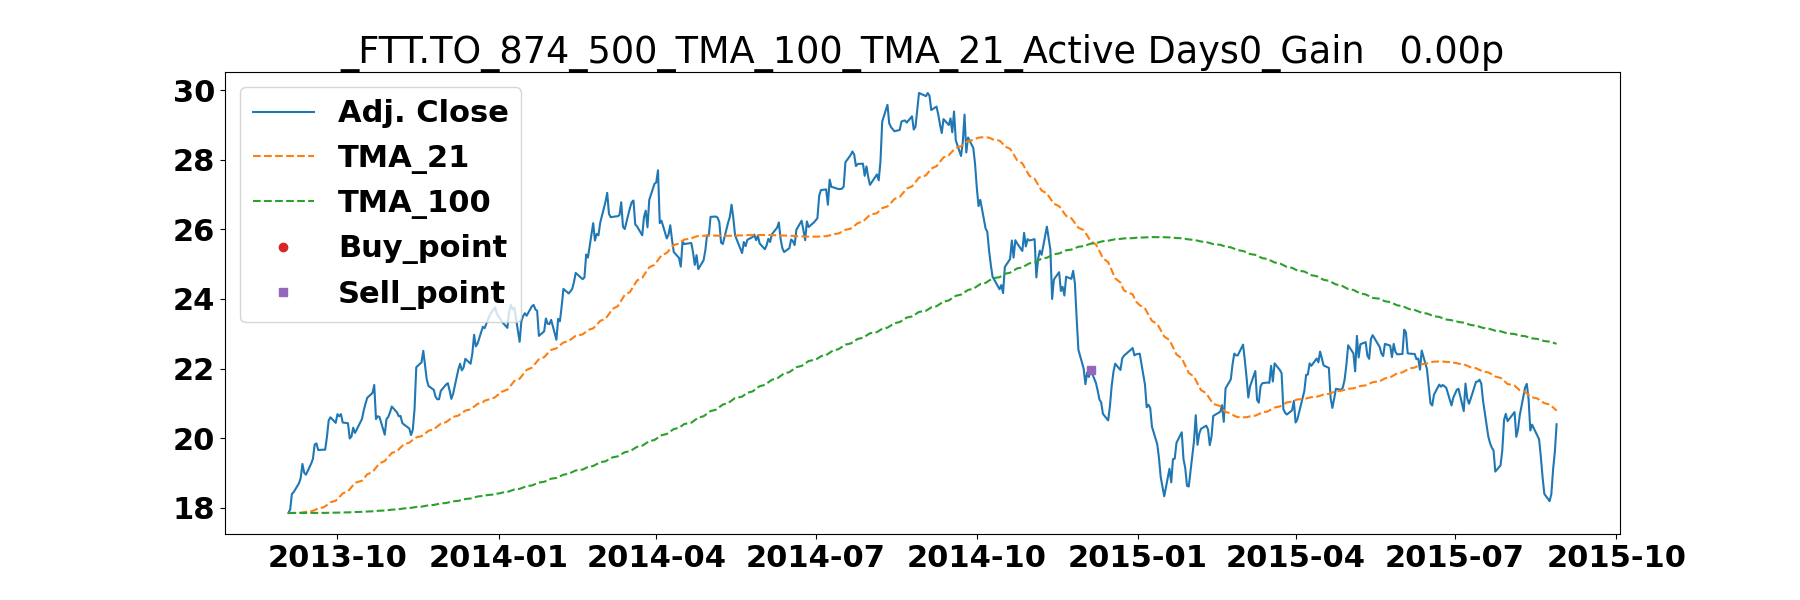 _FTT.TO_874_500_TMA_100_TMA_21_Active Days0_Gain   0.00p
30
28
26
24
22
20
18
Adj. Close
TMA_21
TMA_100
Buy_point
Sell_point
2013-10 2014-01 2014-04 2014-07 2014-10 2015-01 2015-04 2015-07 2015-10